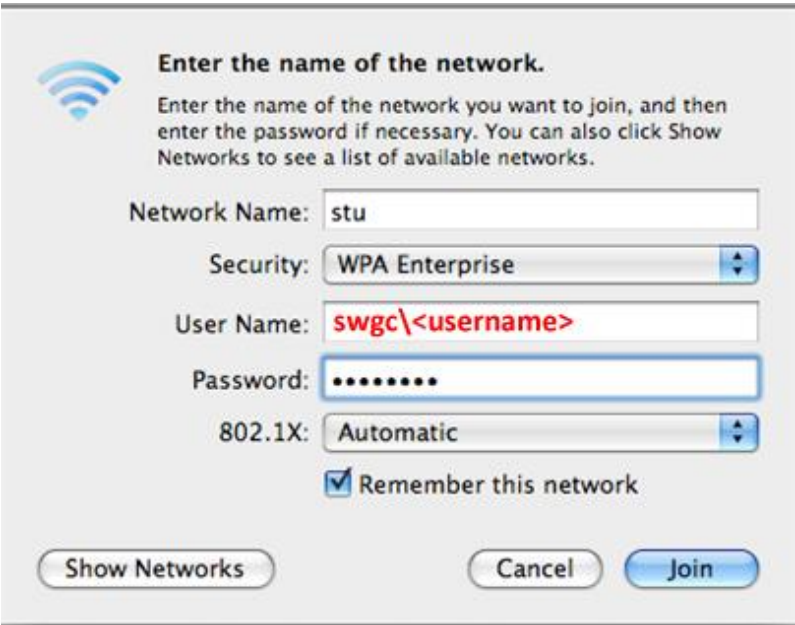 Enter the name of the network.
Enter the name of the network you want to join, and then
enter the password if necessary. You can also click Show
Networks to see a list of available networks.
Network Name: stu
Security: WPA Enterprise
User Name: swgc\<username>
Password: ••••••••
802.1X: Automatic
Remember this network
Show Networks Cancel Join